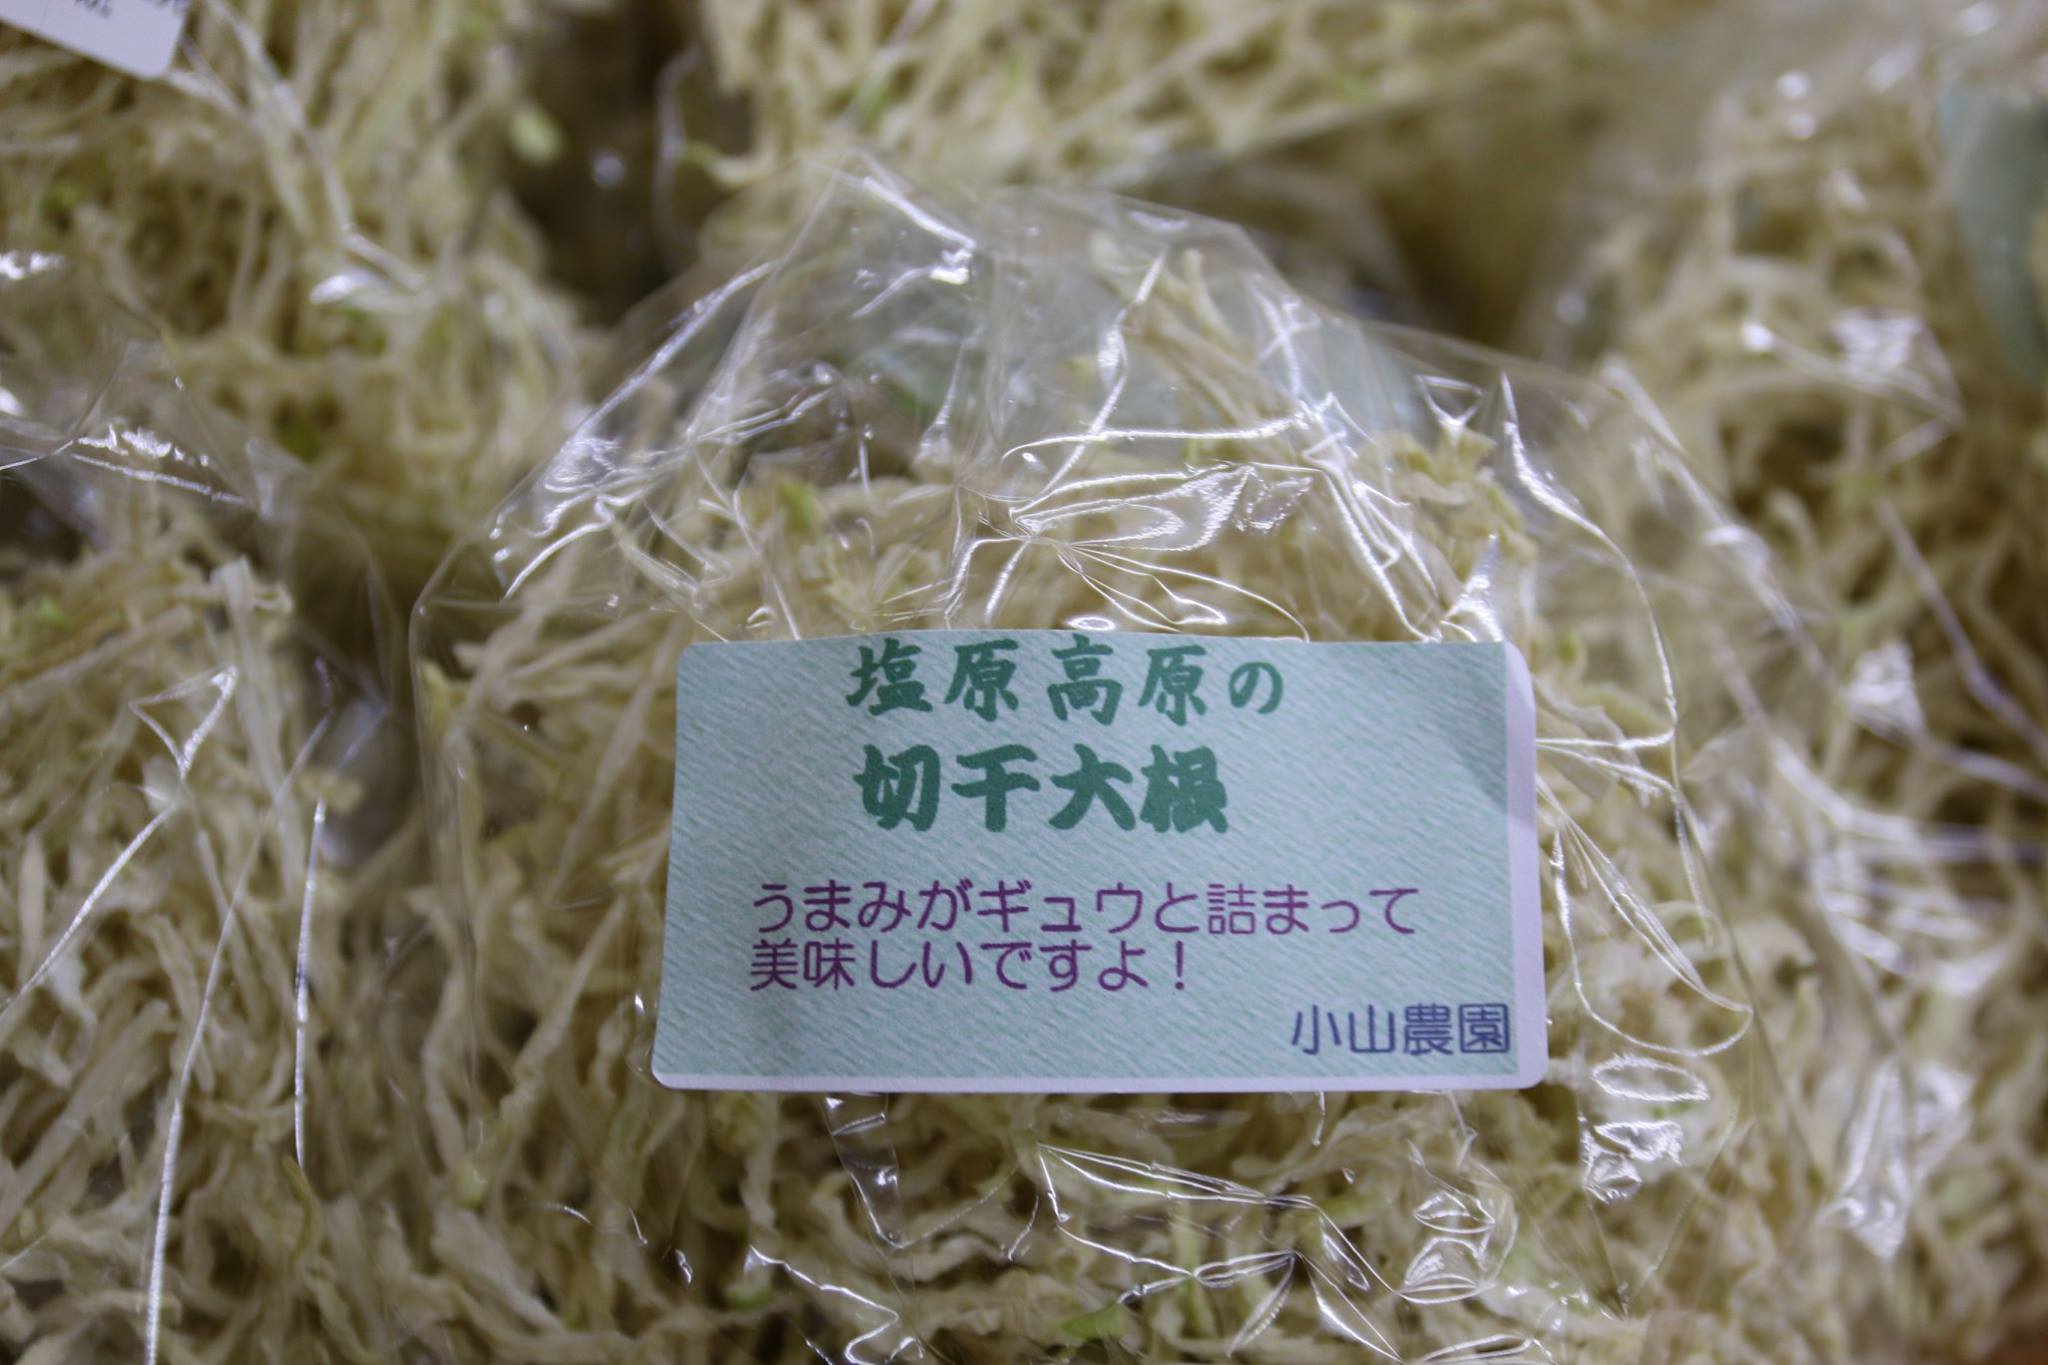 塩原高原の
切干大根
うまみがギュウと詰まって
美味しいですよ！
小山農園